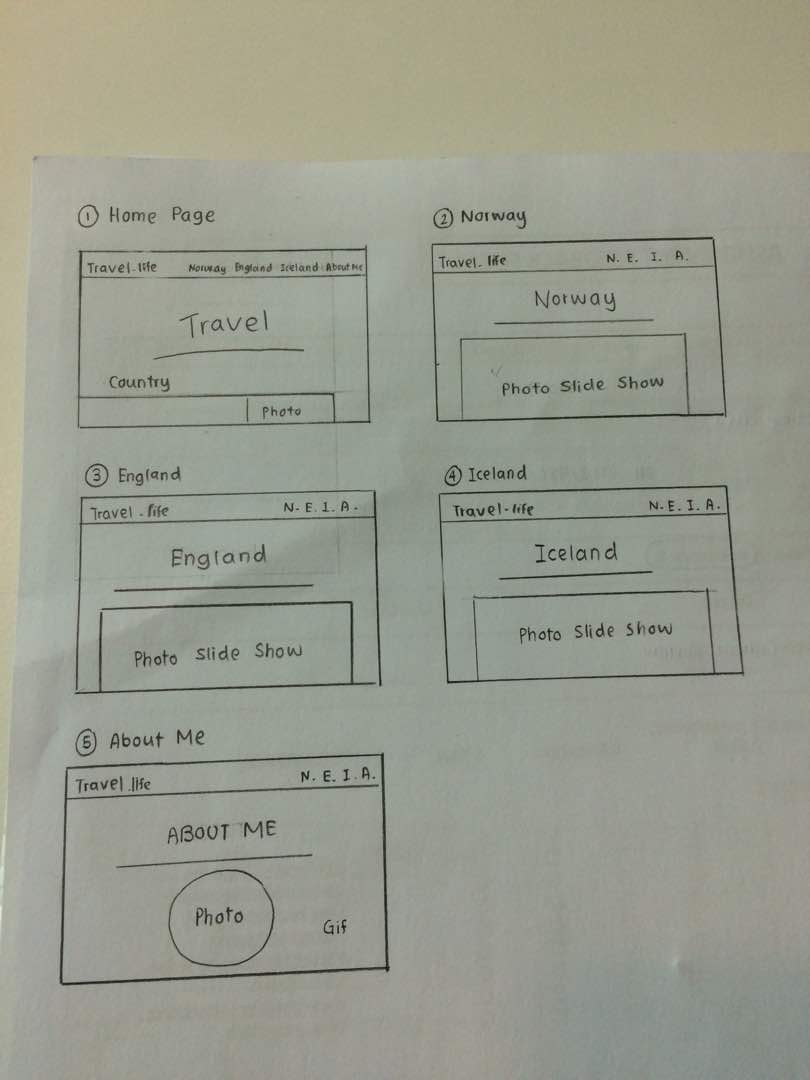 ① Home Page
Travel-life Norway England Iceland About Me
Travel
Country
Photo
② Norway
Travel-life N. E. I. A.
Norway
Photo Slide Show
③ England
Travel-life N. E. I. A.
England
Photo Slide Show
④ Iceland
Travel-life N. E. I. A.
Iceland
Photo Slide Show
⑤ About Me
Travel-life N. E. I. A.
ABOUT ME
Photo
Gif